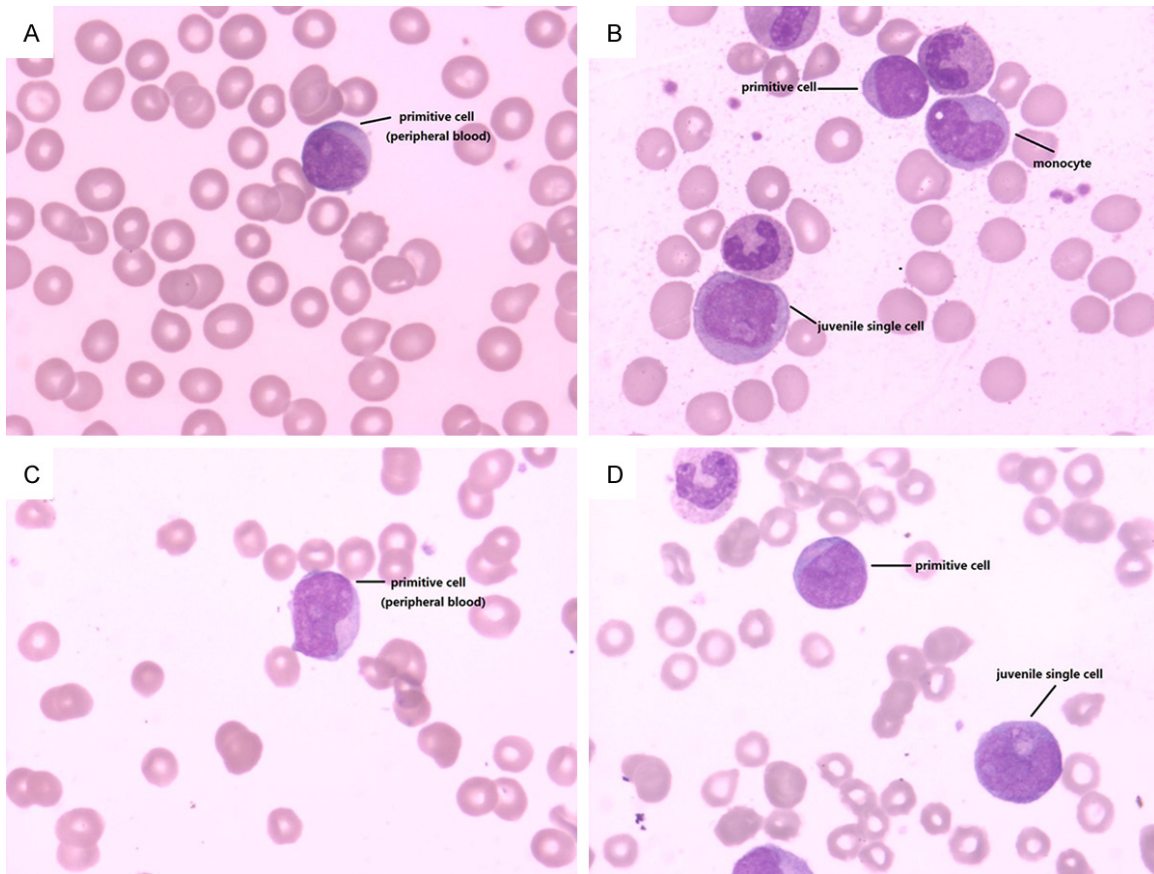 A
primitive cell
(peripheral blood)
B
primitive cell
monocyte
juvenile single cell
C
primitive cell
(peripheral blood)
D
primitive cell
juvenile single cell